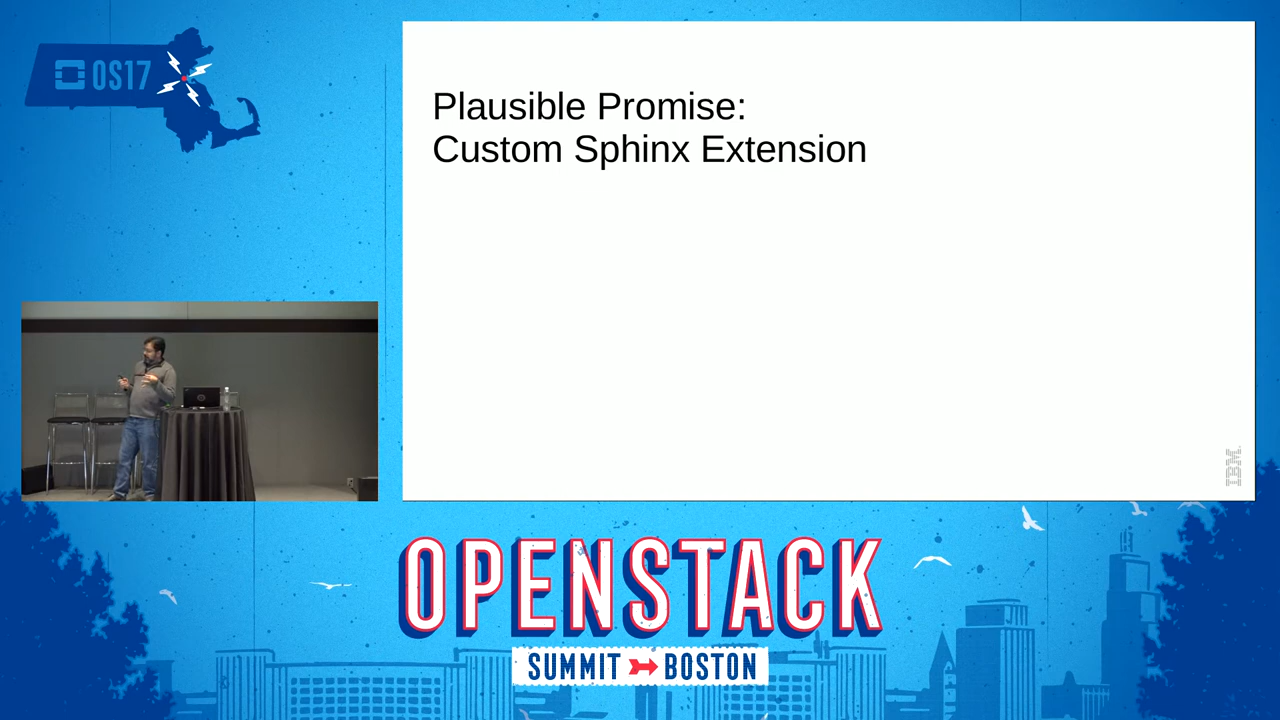 OS17
Plausible Promise:
Custom Sphinx Extension
IBM
OPENSTACK
SUMMIT BOSTON